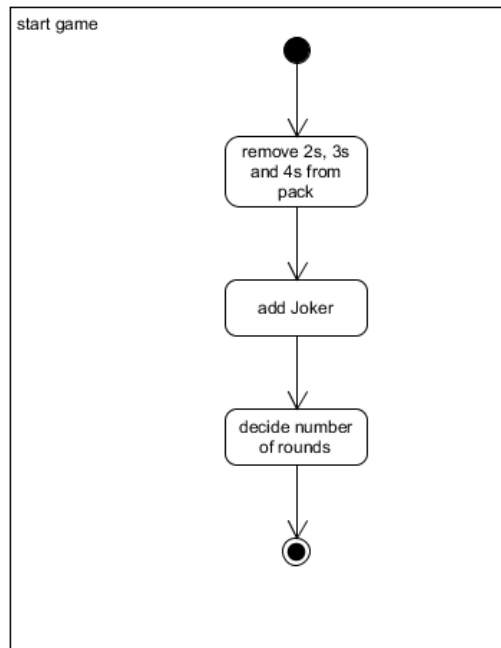 start game
remove 2s, 3s
and 4s from
pack
add Joker
decide number
of rounds